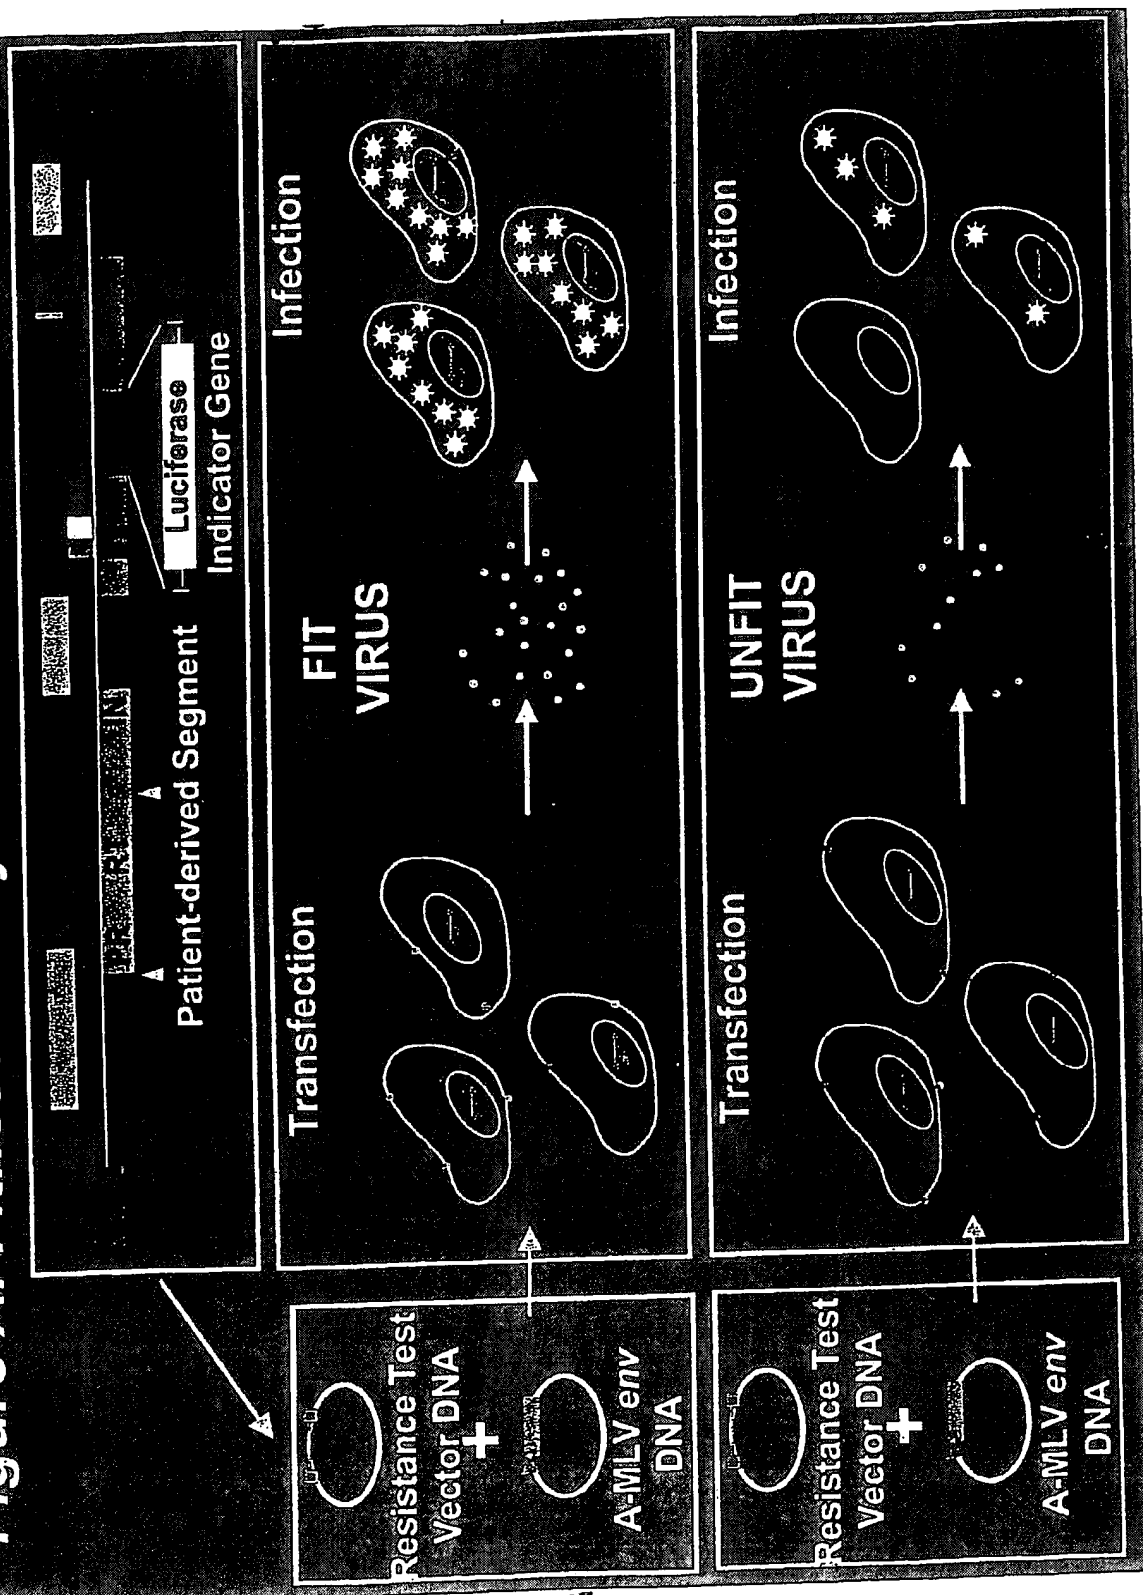 Luciferase
Indicator Gene
Patient-derived Segment
Resistance Test
Vector DNA
+
A-MLV env
DNA
Transfection
FIT
VIRUS
Infection
Resistance Test
Vector DNA
+
A-MLV env
DNA
Transfection
UNFIT
VIRUS
Infection